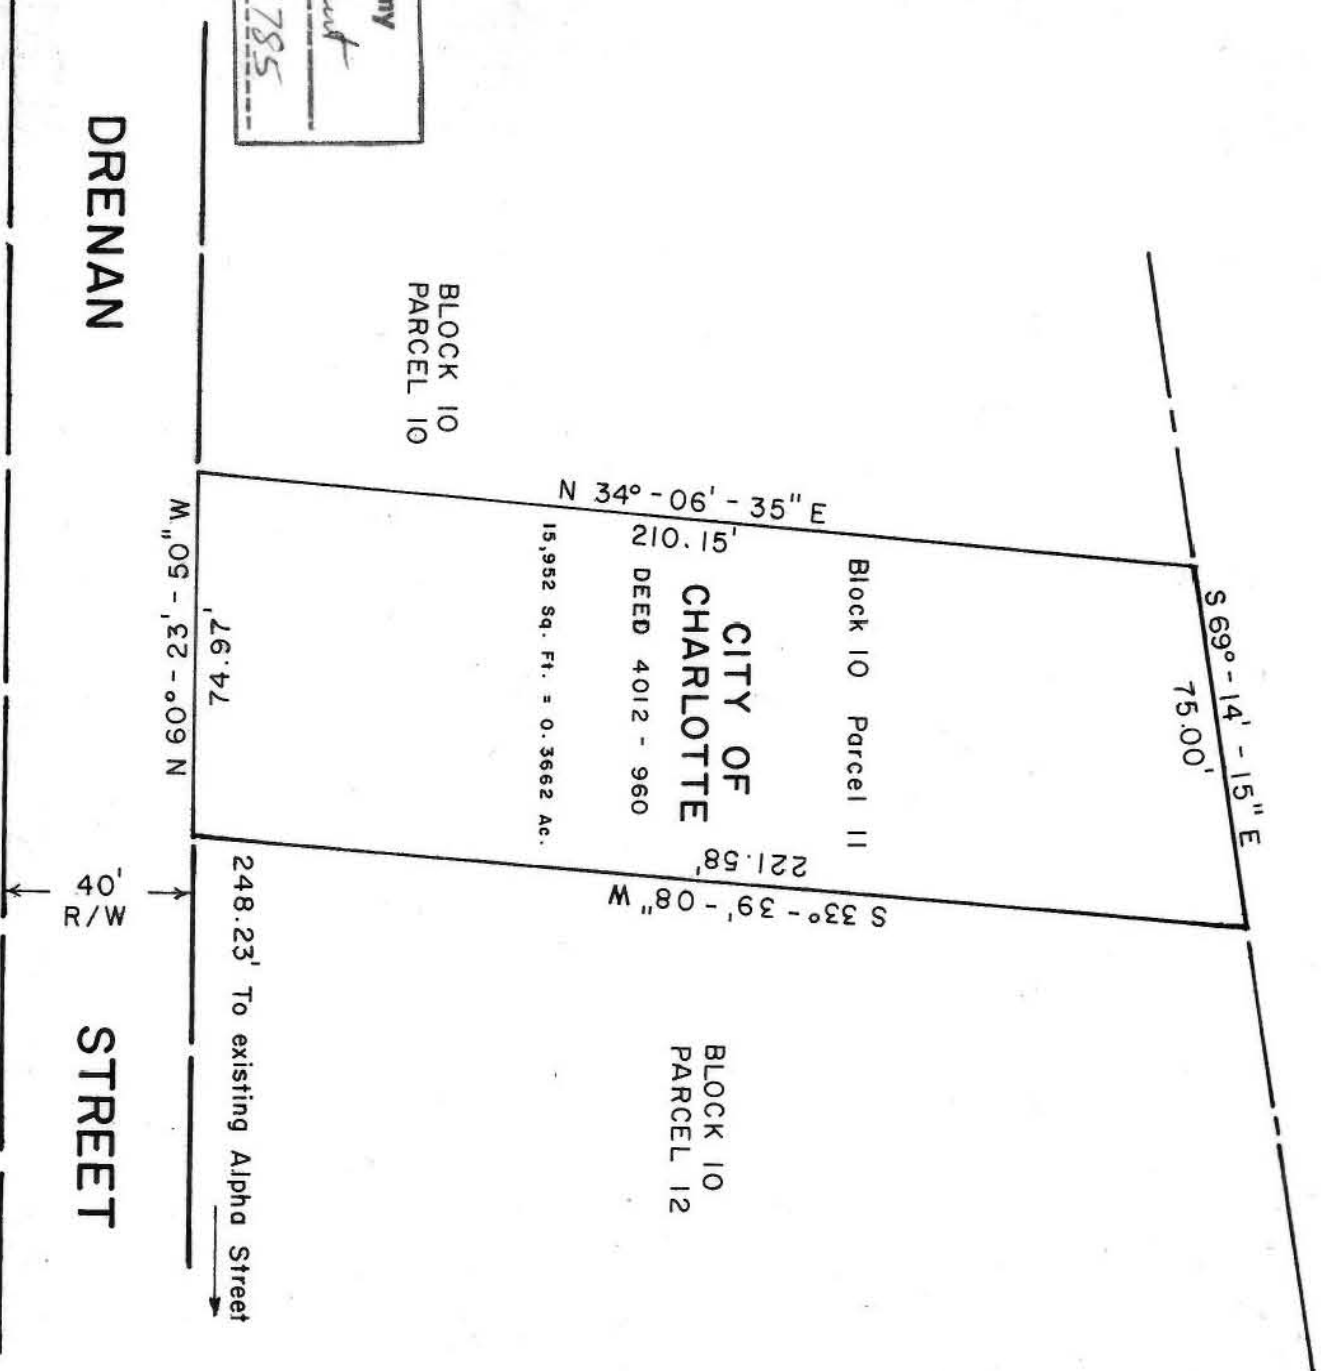 785
DRENAN
STREET
BLOCK 10
PARCEL 10
N 34° - 06' - 35" E
210.15'
S 69° - 14' - 15" E
75.00'
Block 10 Parcel 11
CITY OF
CHARLOTTE
DEED 4012 - 960
15,952 Sq. Ft. = 0.3662 Ac.
221.58'
S 33° - 39' - 08" W
74.97'
N 60° - 23' - 50" W
248.23' To existing Alpha Street
40'
R/W
BLOCK 10
PARCEL 12